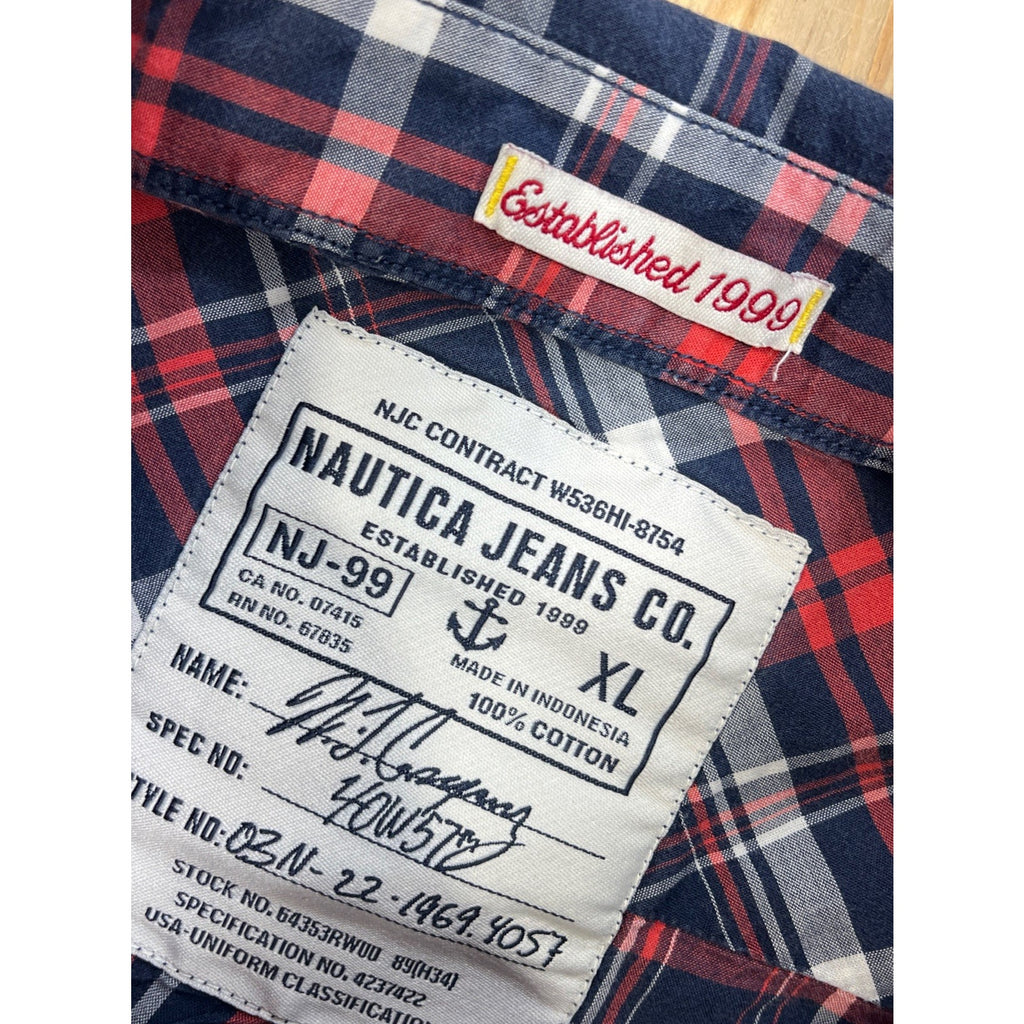 Established 1999
NJC CONTRACT W536HI-8754
NAUTICA JEANS CO.
ESTABLISHED 1999
NJ-99
CA NO. 07415
RN NO. 67835
XL
MADE IN INDONESIA
100% COTTON
NAME:
SPEC NO:
TYLE NO: 03N-22-1969.4057
STOCK NO. 64353RW00 89(H34)
SPECIFICATION NO. 4237422
USA-UNIFORM CLASSIFICATION